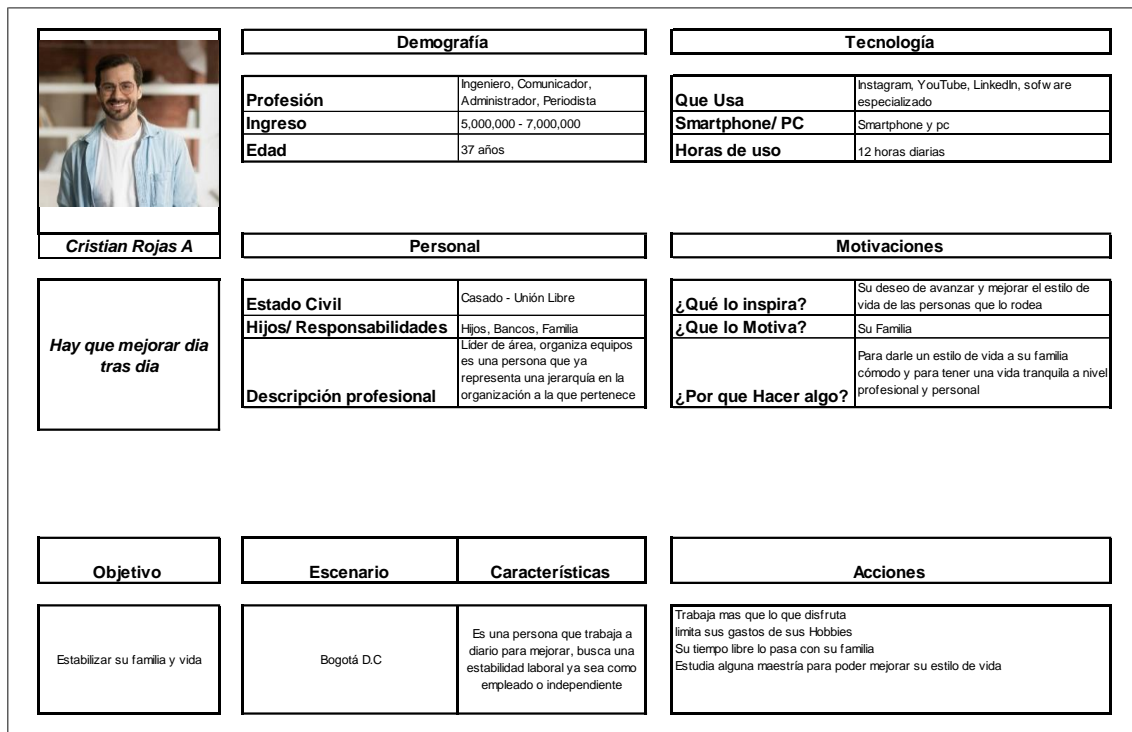 Demografía
Tecnología
Profesión
Ingeniero, Comunicador,
Administrador, Periodista
Ingreso
5,000,000 - 7,000,000
Edad
37 años
Que Usa
Instagram, YouTube, LinkedIn, sofware
especializado
Smartphone/ PC
Smartphone y pc
Horas de uso
12 horas diarias
Cristian Rojas A
Personal
Motivaciones
Hay que mejorar dia
tras dia
Estado Civil
Casado - Unión Libre
Hijos/ Responsabilidades
Hijos, Bancos, Familia
Descripción profesional
Líder de área, organiza equipos
es una persona que ya
representa una jerarquía en la
organización a la que pertenece
¿Qué lo inspira?
Su deseo de avanzar y mejorar el estilo de
vida de las personas que lo rodea
¿Que lo Motiva?
Su Familia
¿Por que Hacer algo?
Para darle un estilo de vida a su familia
cómodo y para tener una vida tranquila a nivel
profesional y personal
Objetivo
Escenario
Características
Acciones
Estabilizar su familia y vida
Bogotá D.C
Es una persona que trabaja a
diario para mejorar, busca una
estabilidad laboral ya sea como
empleado o independiente
Trabaja mas que lo que disfruta
limita sus gastos de sus Hobbies
Su tiempo libre lo pasa con su familia
Estudia alguna maestría para poder mejorar su estilo de vida